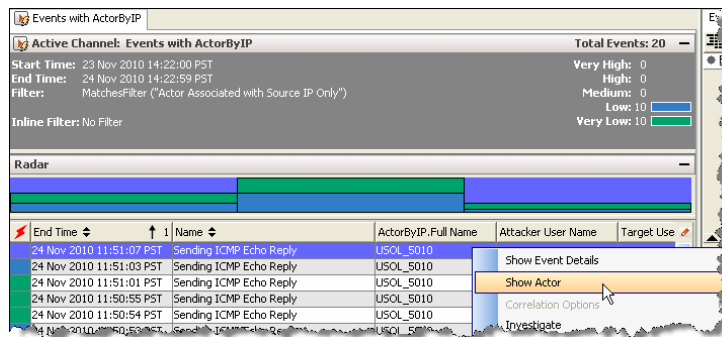 Events with ActorByIP
Active Channel: Events with ActorByIP Total Events: 20
Start Time: 23 Nov 2010 14:22:00 PST Very High: 0
End Time: 24 Nov 2010 14:22:59 PST High: 0
Filter: MatchesFilter ("Actor Associated with Source IP Only") Medium: 0
Low: 10
Inline Filter: No Filter Very Low: 10
Radar
End Time 1 Name ActorByIP.Full Name Attacker User Name Target Use
24 Nov 2010 11:51:07 PST Sending ICMP Echo Reply USOL_5010
24 Nov 2010 11:51:03 PST Sending ICMP Echo Reply USOL_5010
24 Nov 2010 11:51:01 PST Sending ICMP Echo Reply USOL_5010
24 Nov 2010 11:50:55 PST Sending ICMP Echo Reply USOL_5010
24 Nov 2010 11:50:54 PST Sending ICMP Echo Reply USOL_5010
Show Event Details
Show Actor
Correlation Options
Investigate